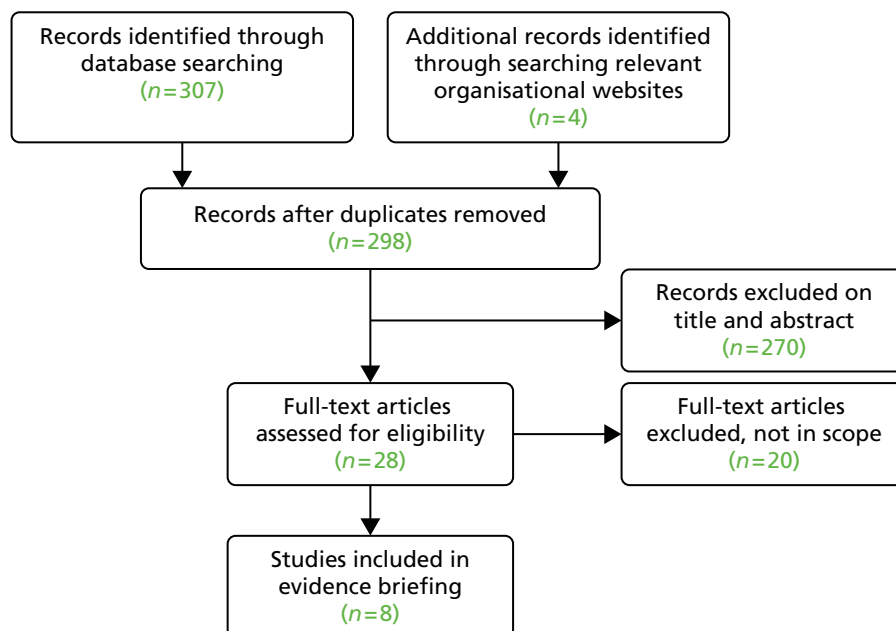 Records identified through
database searching
(n=307)
Additional records identified
through searching relevant
organisational websites
(n=4)
Records after duplicates removed
(n=298)
Records excluded on
title and abstract
(n=270)
Full-text articles
assessed for eligibility
(n=28)
Full-text articles
excluded, not in scope
(n=20)
Studies included in
evidence briefing
(n=8)